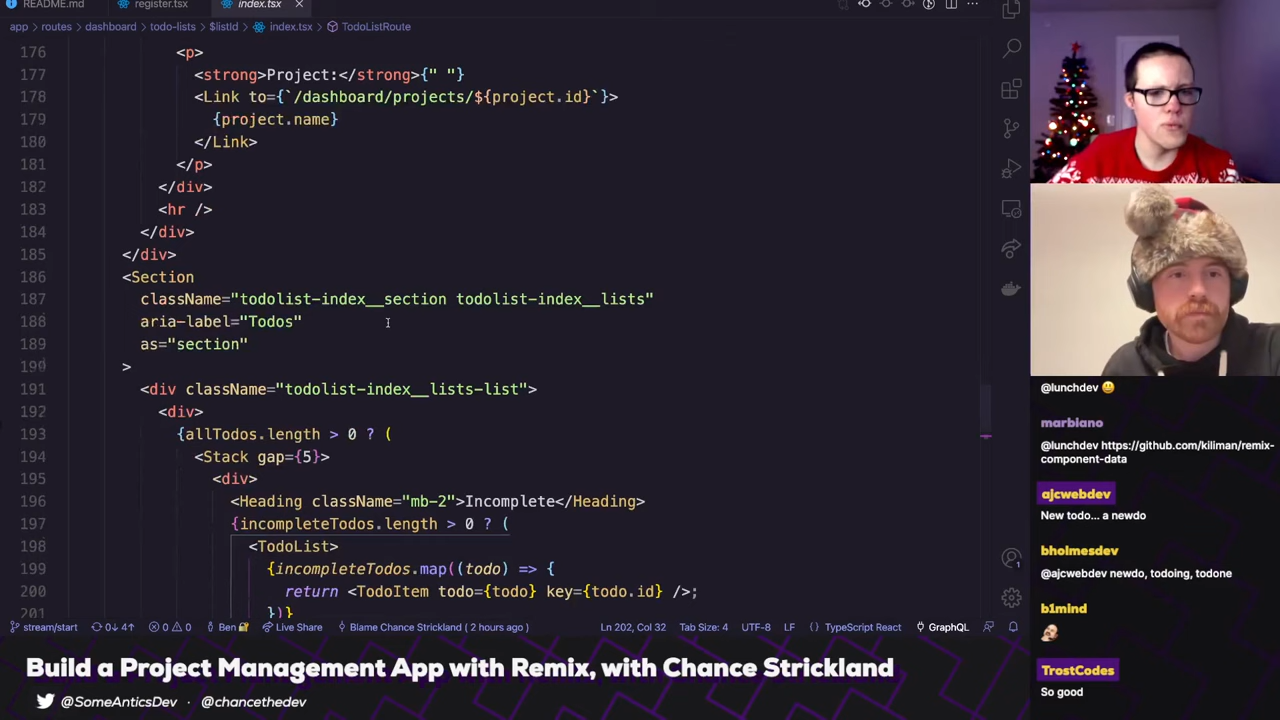 README.md
register.tsx
index.tsx
app > routes > dashboard > todo-lists > $listId > index.tsx > TodoListRoute
176 <p>
177 <strong>Project:</strong>{" "}
178 <Link to={`/dashboard/projects/${project.id}`}>
179 {project.name}
180 </Link>
181 </p>
182 </div>
183 <hr />
184 </div>
185 </div>
186 <Section
187 className="todolist-index__section todolist-index__lists"
188 aria-label="Todos"
189 as="section"
190 >
191 <div className="todolist-index__lists-list">
192 <div>
193 {allTodos.length > 0 ? (
194 <Stack gap={5}>
195 <div>
196 <Heading className="mb-2">Incomplete</Heading>
197 {incompleteTodos.length > 0 ? (
198 <TodoList>
199 {incompleteTodos.map((todo) => {
200 return <TodoItem todo={todo} key={todo.id} />;
201 })}
stream/start 0↓ 4↑ 0 0 Ben Live Share Blame Chance Strickland ( 2 hours ago ) Ln 202, Col 32 Tab Size: 4 UTF-8 LF TypeScript React GraphQL
@lunchdev 😃
marbiano
@lunchdev https://github.com/kiliman/remix-
component-data
ajcwebdev
New todo... a newdo
bholmesdev
@ajcwebdev newdo, todoing, todone
b1mind
TrostCodes
So good
Build a Project Management App with Remix, with Chance Strickland
@SomeAnticsDev · @chancethedev